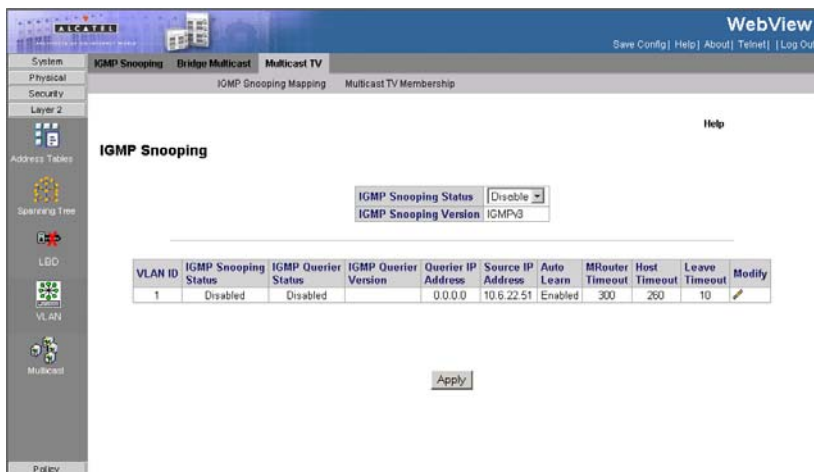 ALCATEL
WebView
Save Config| Help| About| Telnet| |Log Out
System
Physical
Security
Layer 2
Address Tables
Spanning Tree
LBD
VLAN
Multicast
Policy
IGMP Snooping Bridge Multicast Multicast TV
IGMP Snooping Mapping Multicast TV Membership
Help
IGMP Snooping
IGMP Snooping Status Disable
IGMP Snooping Version IGMPv3
VLAN ID IGMP Snooping Status IGMP Querier Status IGMP Querier Version Querier IP Address Source IP Address Auto Learn MRouter Timeout Host Timeout Leave Timeout Modify
1 Disabled Disabled 0.0.0.0 10.6.22.51 Enabled 300 260 10
Apply